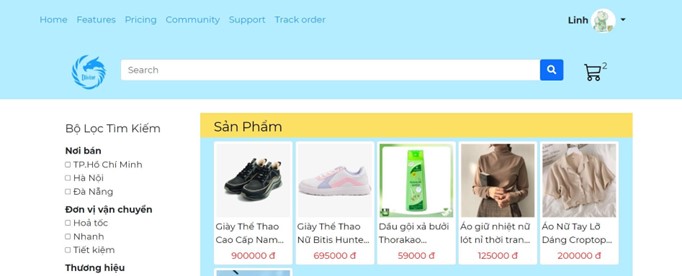 Home Features Pricing Community Support Track order Linh
Divine
Search
2
Bộ Lọc Tìm Kiếm
Nơi bán
TP.Hồ Chí Minh
Hà Nội
Đà Nẵng
Đơn vị vận chuyển
Hoả tốc
Nhanh
Tiết kiệm
Thương hiệu
Sản Phẩm
Giày Thể Thao
Cao Cấp Nam...
900000 đ
Giày Thể Thao
Nữ Bitis Hunte...
695000 đ
Dầu gội xả bưởi
Thorakao...
59000 đ
Áo giữ nhiệt nữ
lót nỉ thời tran...
125000 đ
Áo Nữ Tay Lỡ
Dáng Croptop...
200000 đ